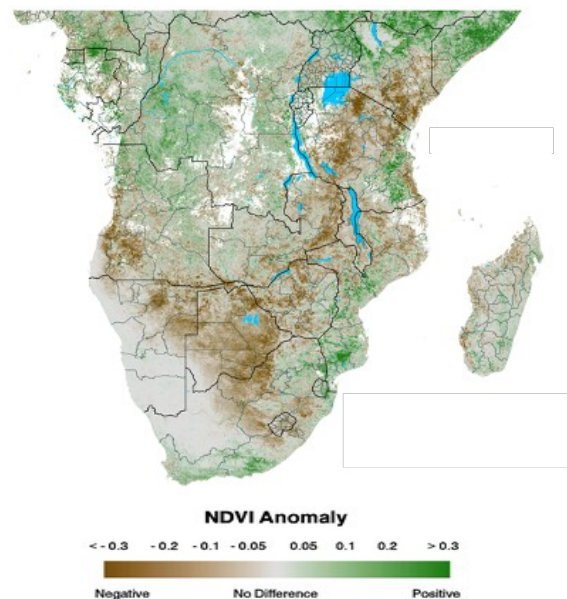 NDVI Anomaly
< - 0.3 - 0.2 - 0.1 - 0.05 0.05 0.1 0.2 > 0.3
Negative No Difference Positive